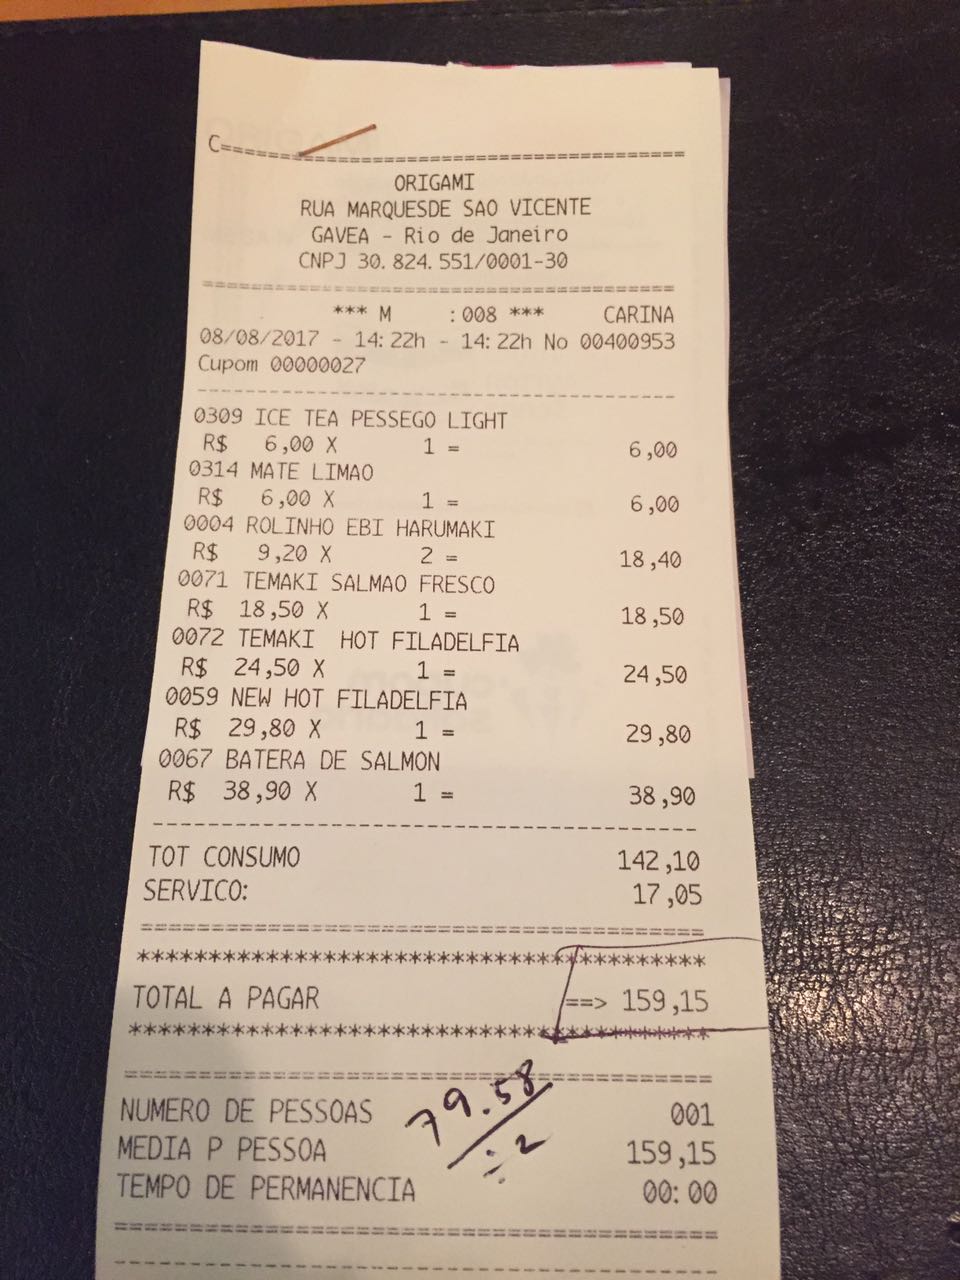 C==========================================
ORIGAMI
RUA MARQUESDE SAO VICENTE
GAVEA - Rio de Janeiro
CNPJ 30.824.551/0001-30
==========================================
*** M :008 *** CARINA
08/08/2017 - 14:22h - 14:22h No 00400953
Cupom 00000027
------------------------------------------
0309 ICE TEA PESSEGO LIGHT
R$ 6,00 X 1 = 6,00
0314 MATE LIMAO
R$ 6,00 X 1 = 6,00
0004 ROLINHO EBI HARUMAKI
R$ 9,20 X 2 = 18,40
0071 TEMAKI SALMAO FRESCO
R$ 18,50 X 1 = 18,50
0072 TEMAKI HOT FILADELFIA
R$ 24,50 X 1 = 24,50
0059 NEW HOT FILADELFIA
R$ 29,80 X 1 = 29,80
0067 BATERA DE SALMON
R$ 38,90 X 1 = 38,90
------------------------------------------
TOT CONSUMO 142,10
SERVICO: 17,05
==========================================
******************************************
TOTAL A PAGAR ==> 159,15
******************************************
==========================================
79.58
÷2
NUMERO DE PESSOAS 001
MEDIA P PESSOA 159,15
TEMPO DE PERMANENCIA 00:00
==========================================
------------------------------------------